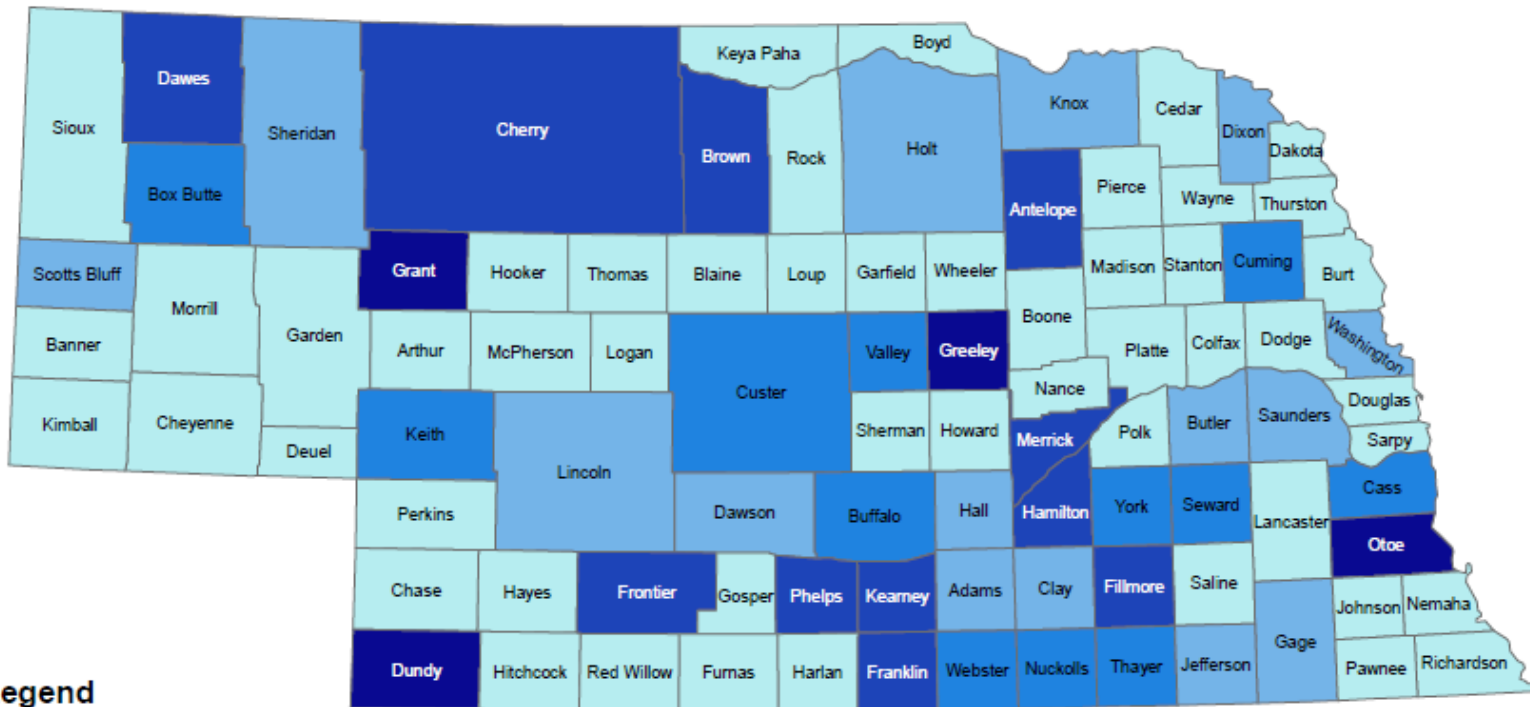 Keya Paha
Boyd
Dawes
Sioux
Sheridan
Cherry
Brown
Rock
Holt
Knox
Cedar
Dixon
Dakota
Box Butte
Antelope
Pierce
Wayne
Thurston
Scotts Bluff
Morrill
Garden
Grant
Hooker
Thomas
Blaine
Loup
Garfield
Wheeler
Madison
Stanton
Cuming
Burt
Banner
Arthur
McPherson
Logan
Custer
Valley
Greeley
Boone
Platte
Colfax
Dodge
Washington
Kimball
Cheyenne
Deuel
Keith
Lincoln
Sherman
Howard
Nance
Merrick
Polk
Butler
Saunders
Douglas
Sarpy
Perkins
Dawson
Buffalo
Hall
Hamilton
York
Seward
Lancaster
Cass
Otoe
Chase
Hayes
Frontier
Gosper
Phelps
Kearney
Adams
Clay
Fillmore
Saline
Johnson
Nemaha
Dundy
Hitchcock
Red Willow
Furnas
Harlan
Franklin
Webster
Nuckolls
Thayer
Jefferson
Gage
Pawnee
Richardson
egend